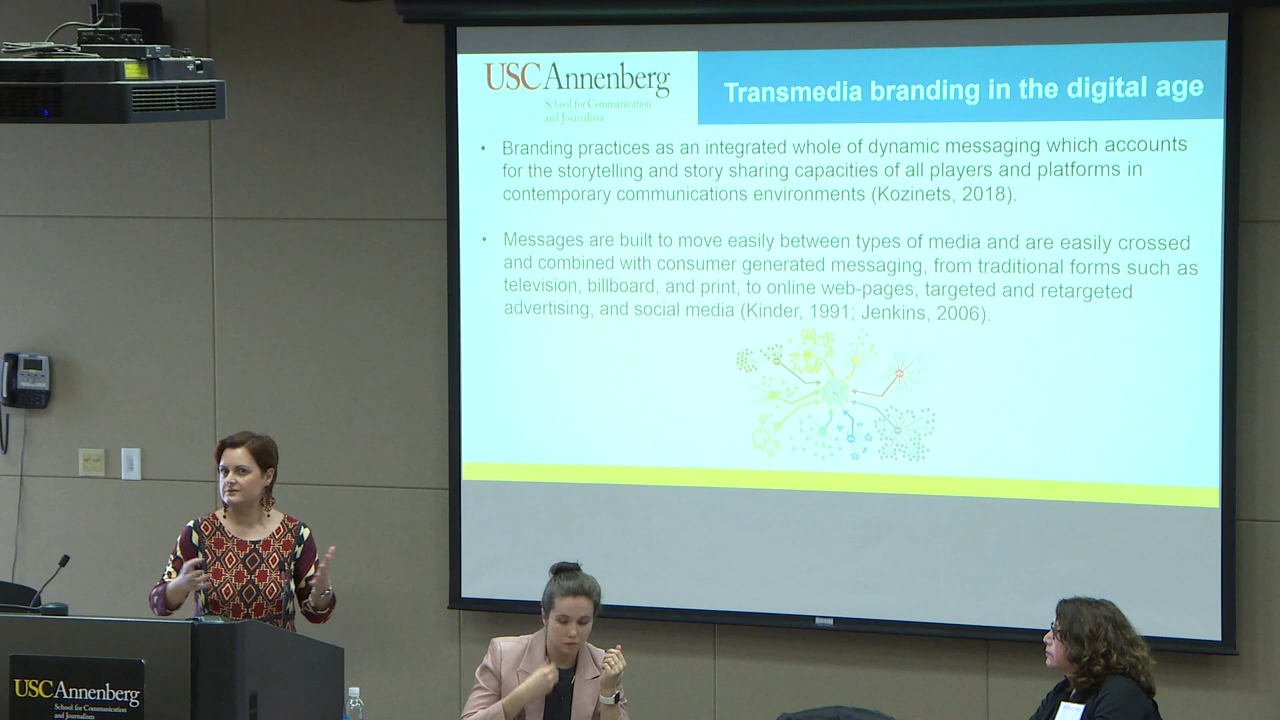 USC Annenberg
School for Communication
and Journalism
Transmedia branding in the digital age
• Branding practices as an integrated whole of dynamic messaging which accounts
for the storytelling and story sharing capacities of all players and platforms in
contemporary communications environments (Kozinets, 2018).
• Messages are built to move easily between types of media and are easily crossed
and combined with consumer generated messaging, from traditional forms such as
television, billboard, and print, to online web-pages, targeted and retargeted
advertising, and social media (Kinder, 1991; Jenkins, 2006).
USC Annenberg
School for Communication
and Journalism